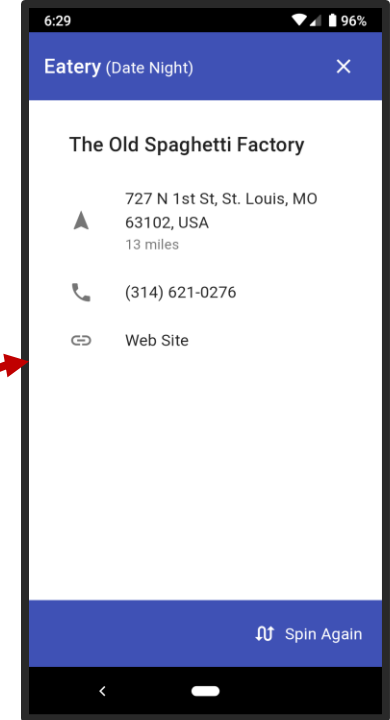 6:29 96%
Eatery (Date Night)
The Old Spaghetti Factory
727 N 1st St, St. Louis, MO
63102, USA
13 miles
(314) 621-0276
Web Site
Spin Again